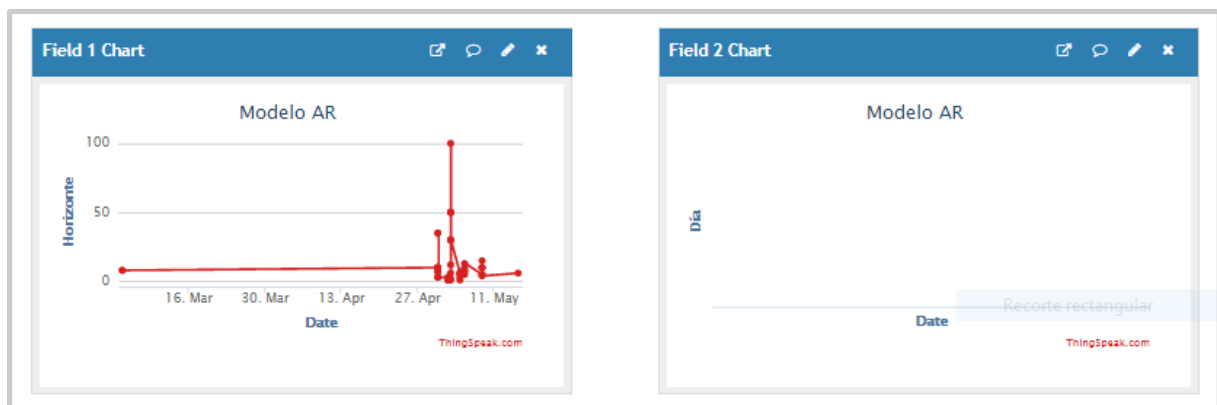 Field 1 Chart
Modelo AR
100
50
0
Horizonte
16. Mar 30. Mar 13. Apr 27. Apr 11. May
Date
ThingSpeak.com
Field 2 Chart
Modelo AR
Día
Recorte rectangular
Date
ThingSpeak.com